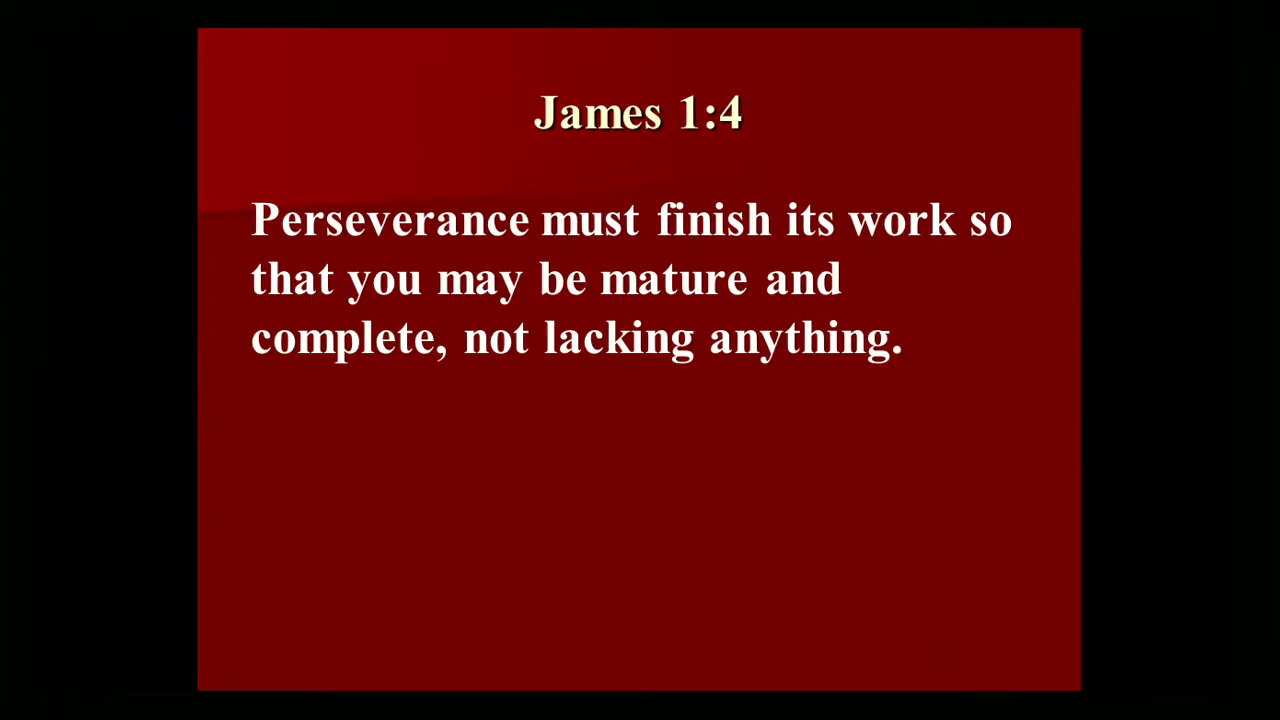 James 1:4
Perseverance must finish its work so
that you may be mature and
complete, not lacking anything.